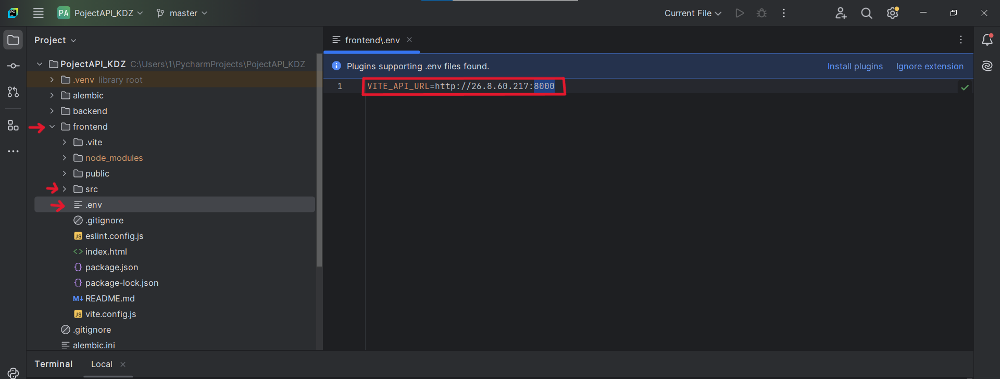 PC
PA PojectAPI_KDZ master Current File
Project
frontend\.env
PojectAPI_KDZ C:\Users\1\PycharmProjects\PojectAPI_KDZ
Plugins supporting .env files found. Install plugins Ignore extension
.venv library root
1 VITE_API_URL=http://26.8.60.217:8000
alembic
backend
frontend
.vite
node_modules
public
src
.env
.gitignore
JS eslint.config.js
<> index.html
{} package.json
{} package-lock.json
M↓ README.md
JS vite.config.js
.gitignore
alembic.ini
Terminal Local